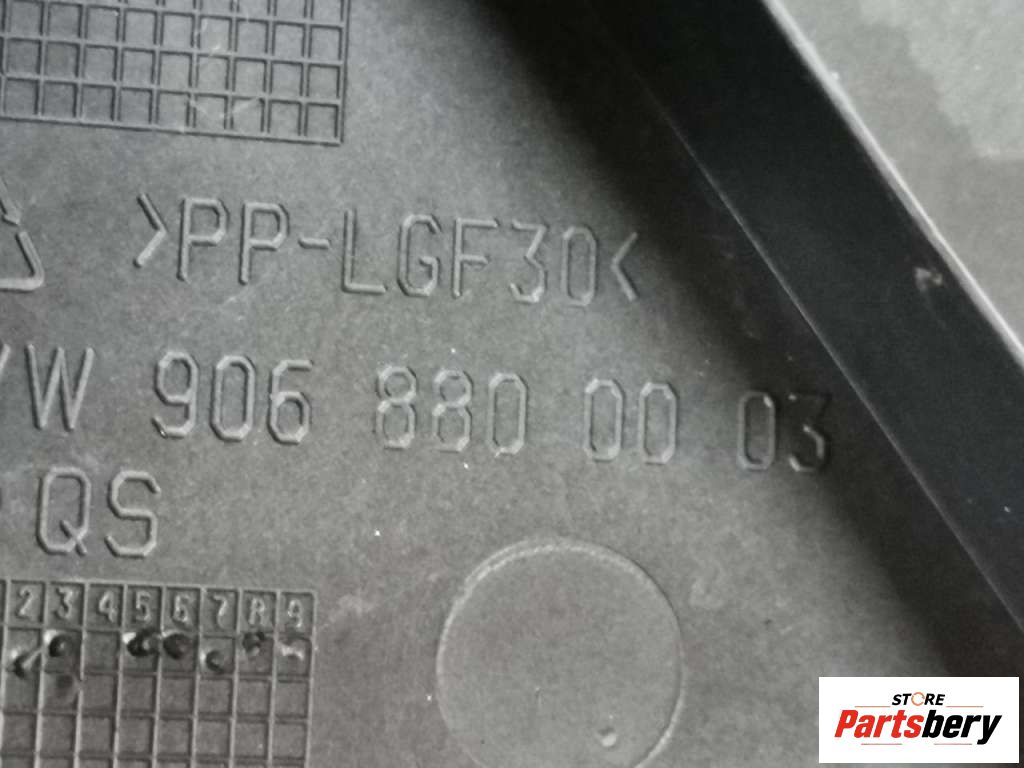 >PP-LGF30<
W 906 880 00 03
QS
2 3 4 5 6 7 8 9
STORE
Partsbery